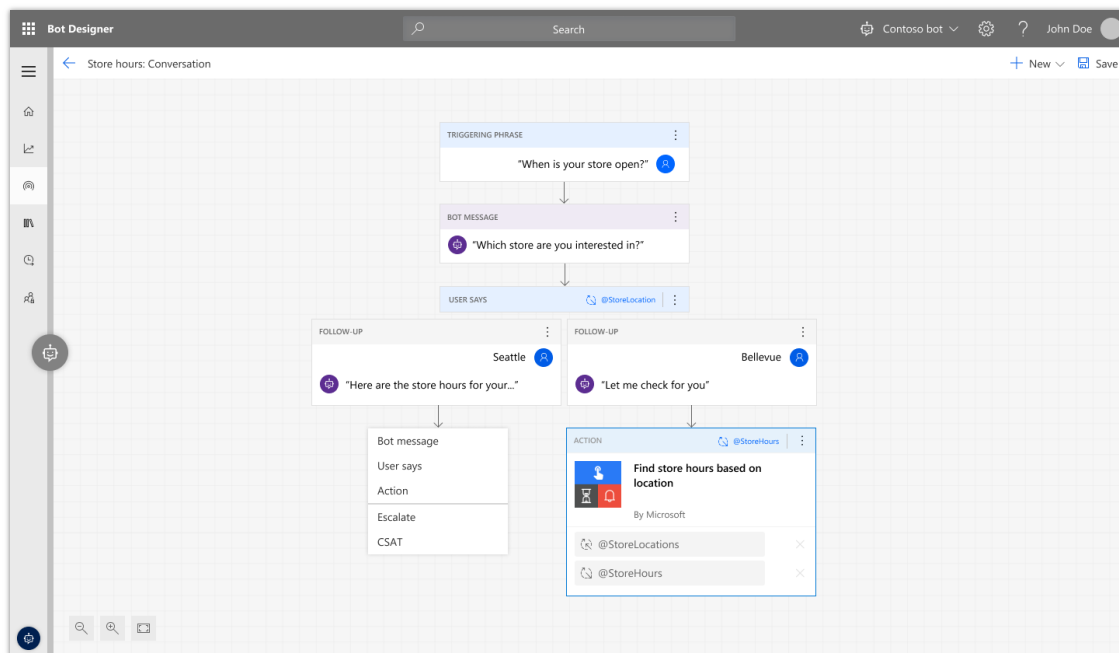 Bot Designer
Search
Contoso bot
?
John Doe
Store hours: Conversation
New
Save
TRIGGERING PHRASE
"When is your store open?"
BOT MESSAGE
"Which store are you interested in?"
USER SAYS
@StoreLocation
FOLLOW-UP
Seattle
"Here are the store hours for your..."
FOLLOW-UP
Bellevue
"Let me check for you"
Bot message
User says
Action
Escalate
CSAT
ACTION
@StoreHours
Find store hours based on
location
By Microsoft
@StoreLocations
@StoreHours